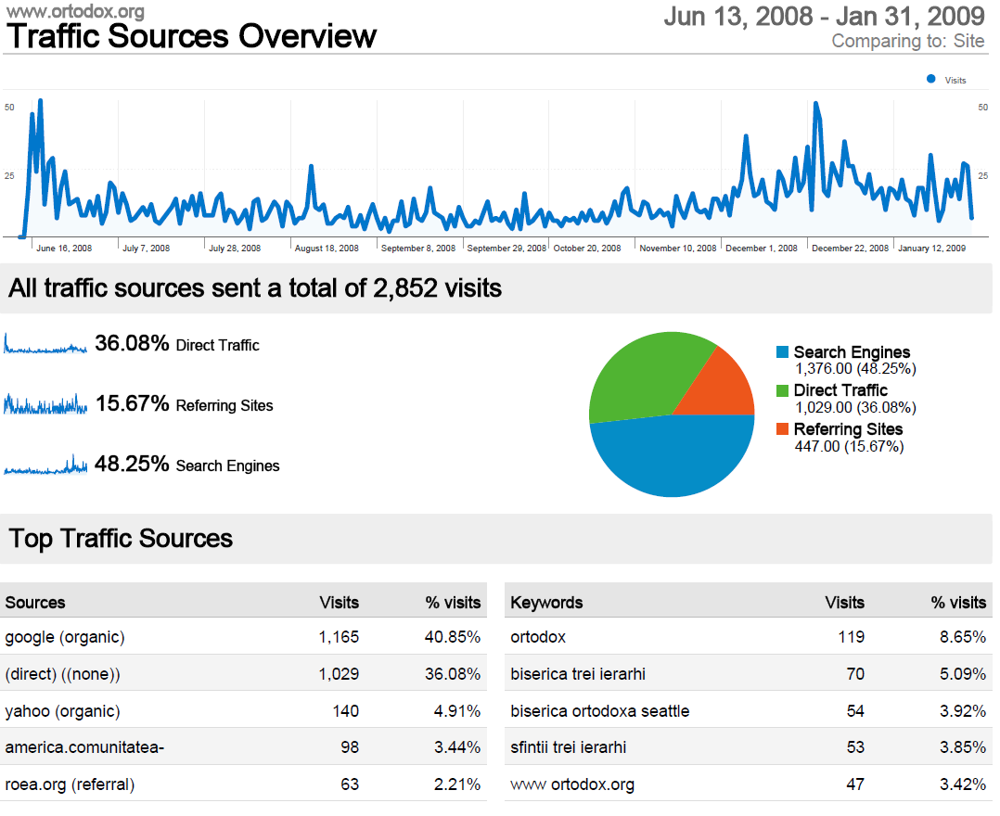 www.ortodox.org
Traffic Sources Overview
Jun 13, 2008 - Jan 31, 2009
Comparing to: Site
Visits
50 50
25 25
June 16, 2008 July 7, 2008 July 28, 2008 August 18, 2008 September 8, 2008 September 29, 2008 October 20, 2008 November 10, 2008 December 1, 2008 December 22, 2008 January 12, 2009
All traffic sources sent a total of 2,852 visits
36.08% Direct Traffic
15.67% Referring Sites
48.25% Search Engines
Search Engines
1,376.00 (48.25%)
Direct Traffic
1,029.00 (36.08%)
Referring Sites
447.00 (15.67%)
Top Traffic Sources
Sources Visits % visits
google (organic) 1,165 40.85%
(direct) ((none)) 1,029 36.08%
yahoo (organic) 140 4.91%
america.comunitatea- 98 3.44%
roea.org (referral) 63 2.21%
Keywords Visits % visits
ortodox 119 8.65%
biserica trei ierarhi 70 5.09%
biserica ortodoxa seattle 54 3.92%
sfintii trei ierarhi 53 3.85%
www ortodox.org 47 3.42%